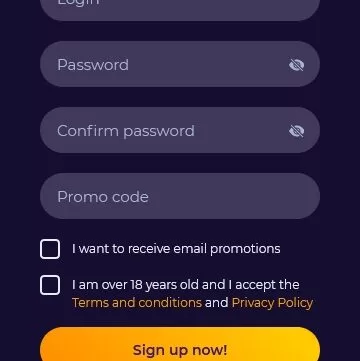 Login
Password
Confirm password
Promo code
I want to receive email promotions
I am over 18 years old and I accept the
Terms and conditions and Privacy Policy
Sign up now!